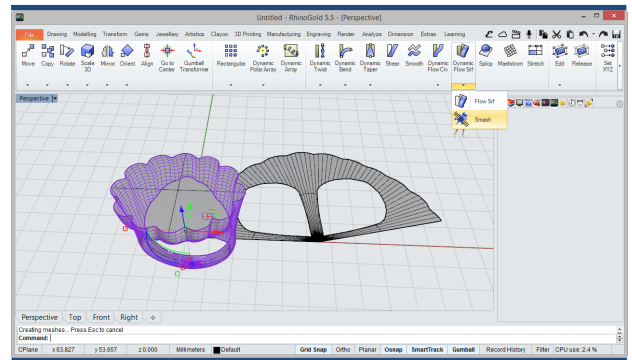 Untitled - RhinoGold 5.5 - [Perspective]
File Drawing Modelling Transform Gems Jewellery Artistics Clayoo 3D Printing Manufacturing Engraving Render Analyze Dimension Extras Learning
Move Copy Rotate Scale 3D Mirror Orient Align Go to Center Gumball Transformer Rectangular Dynamic Polar Array Dynamic Array Dynamic Twist Dynamic Bend Dynamic Taper Shear Smooth Dynamic Flow Crv Dynamic Flow Srf Splop Maelstrom Stretch Edit Release Set XYZ
Perspective
Flow Srf
Smash
Perspective Top Front Right
Creating meshes... Press Esc to cancel
Command:
CPlane x 63.827 y 53.657 z 0.000 Millimeters Default Grid Snap Ortho Planar Osnap SmartTrack Gumball Record History Filter CPU use: 2.4 %